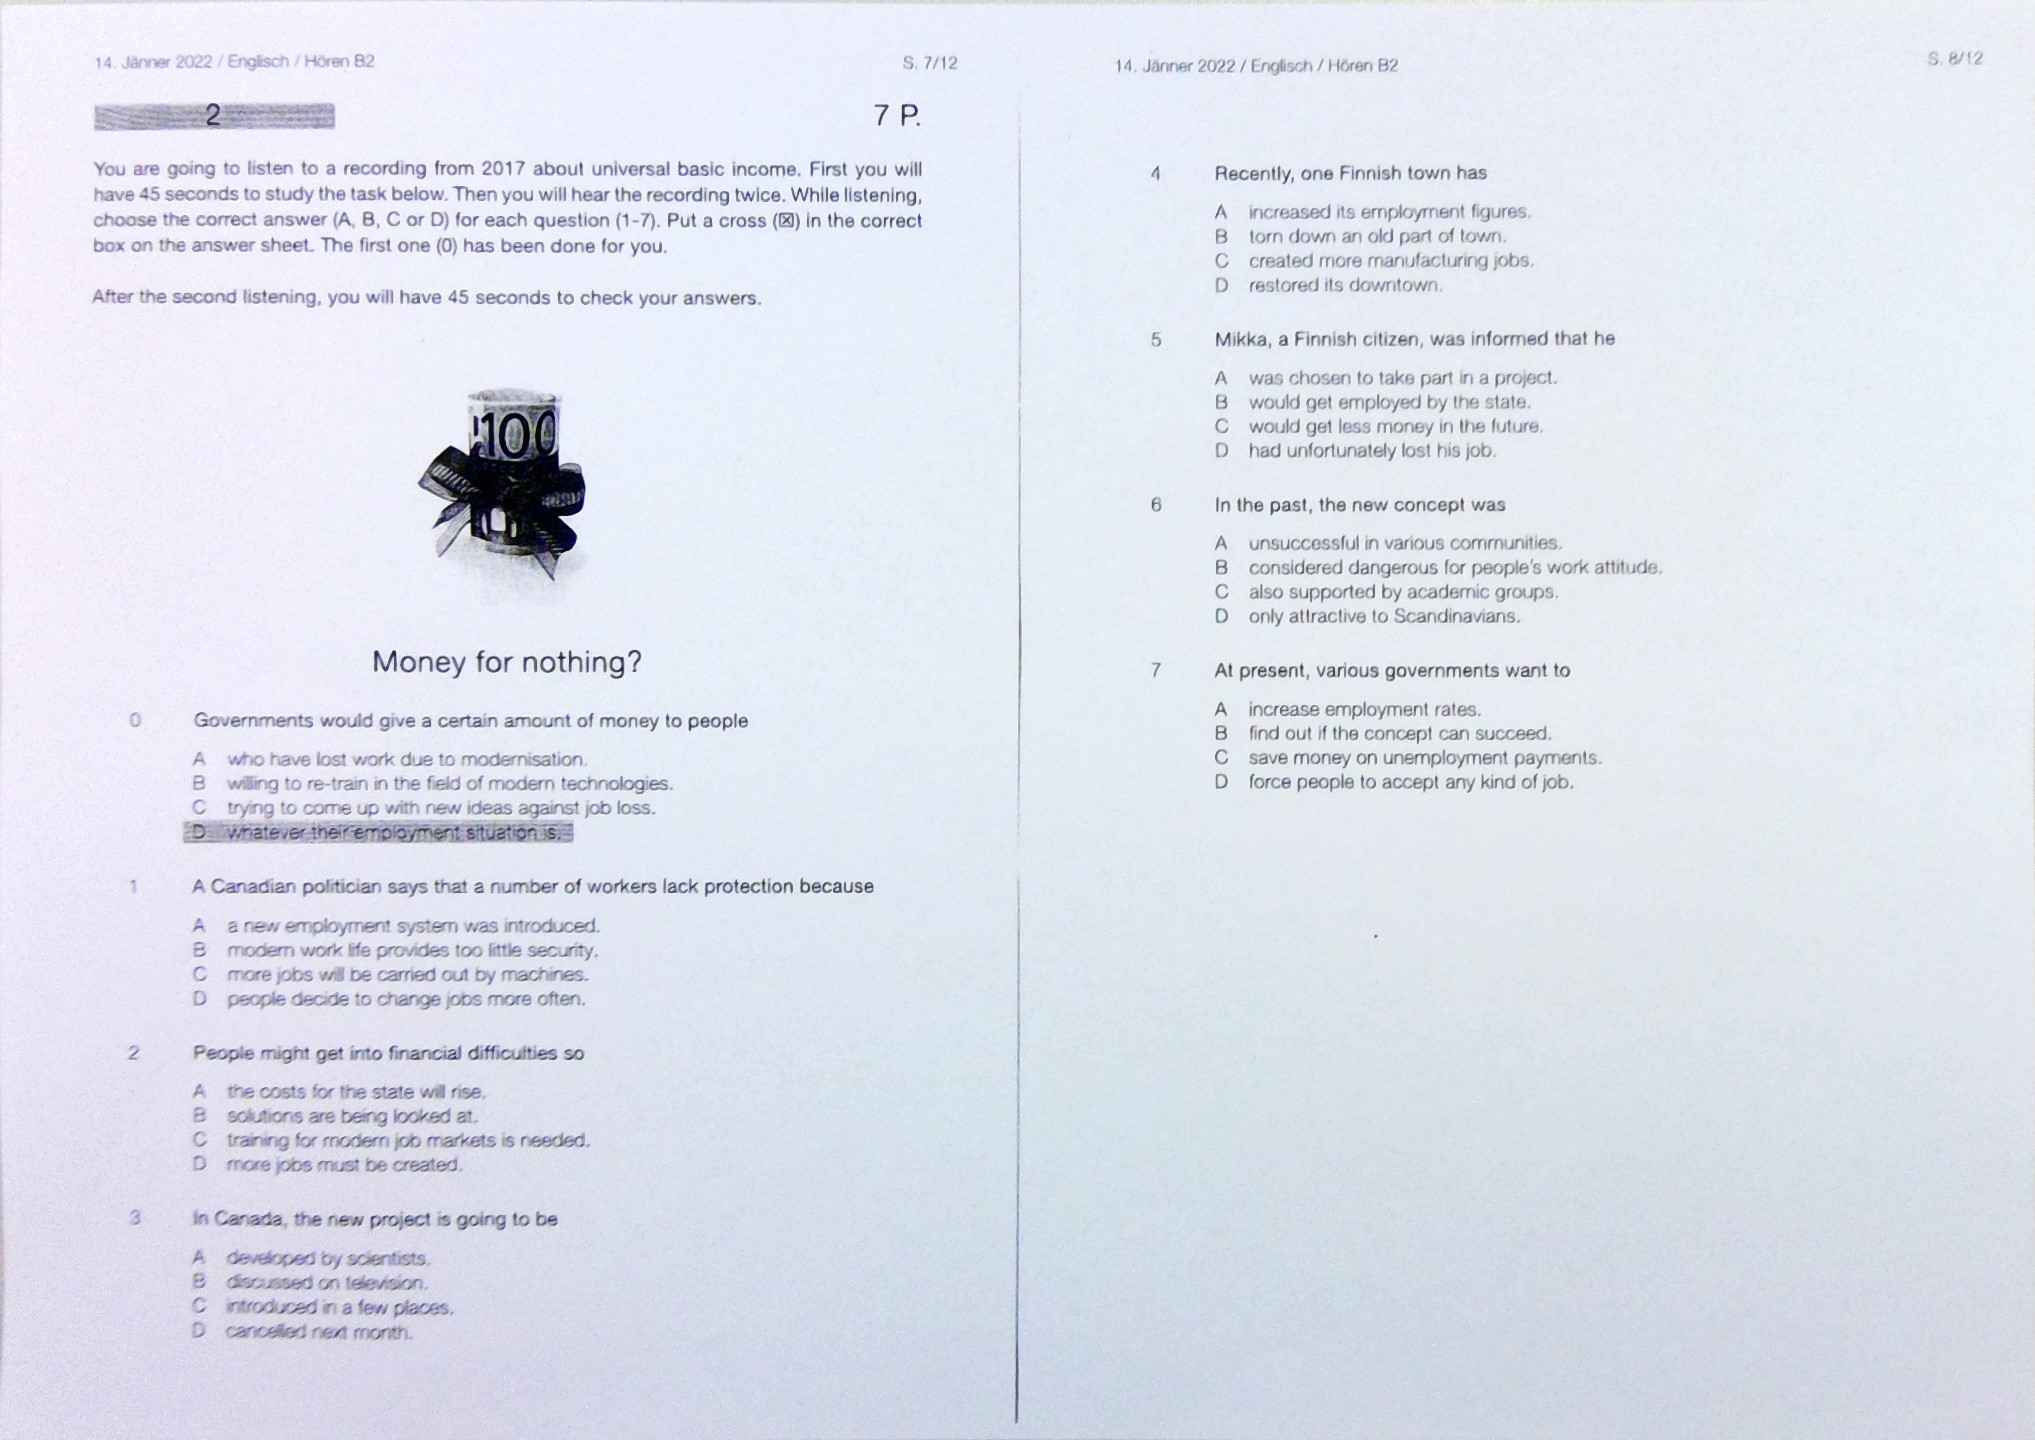 14. Jänner 2022 / Englisch / Hören B2
S. 7/12
2
7 P.
You are going to listen to a recording from 2017 about universal basic income. First you will
have 45 seconds to study the task below. Then you will hear the recording twice. While listening,
choose the correct answer (A, B, C or D) for each question (1-7). Put a cross (☒) in the correct
box on the answer sheet. The first one (0) has been done for you.
After the second listening, you will have 45 seconds to check your answers.
100
Money for nothing?
0 Governments would give a certain amount of money to people
A who have lost work due to modernisation.
B willing to re-train in the field of modern technologies.
C trying to come up with new ideas against job loss.
D whatever their employment situation is.
1 A Canadian politician says that a number of workers lack protection because
A a new employment system was introduced.
B modern work life provides too little security.
C more jobs will be carried out by machines.
D people decide to change jobs more often.
2 People might get into financial difficulties so
A the costs for the state will rise.
B solutions are being looked at.
C training for modern job markets is needed.
D more jobs must be created.
3 In Canada, the new project is going to be
A developed by scientists.
B discussed on television.
C introduced in a few places.
D cancelled next month.
14. Jänner 2022 / Englisch / Hören B2
S. 8/12
4 Recently, one Finnish town has
A increased its employment figures.
B torn down an old part of town.
C created more manufacturing jobs.
D restored its downtown.
5 Mikka, a Finnish citizen, was informed that he
A was chosen to take part in a project.
B would get employed by the state.
C would get less money in the future.
D had unfortunately lost his job.
6 In the past, the new concept was
A unsuccessful in various communities.
B considered dangerous for people's work attitude.
C also supported by academic groups.
D only attractive to Scandinavians.
7 At present, various governments want to
A increase employment rates.
B find out if the concept can succeed.
C save money on unemployment payments.
D force people to accept any kind of job.